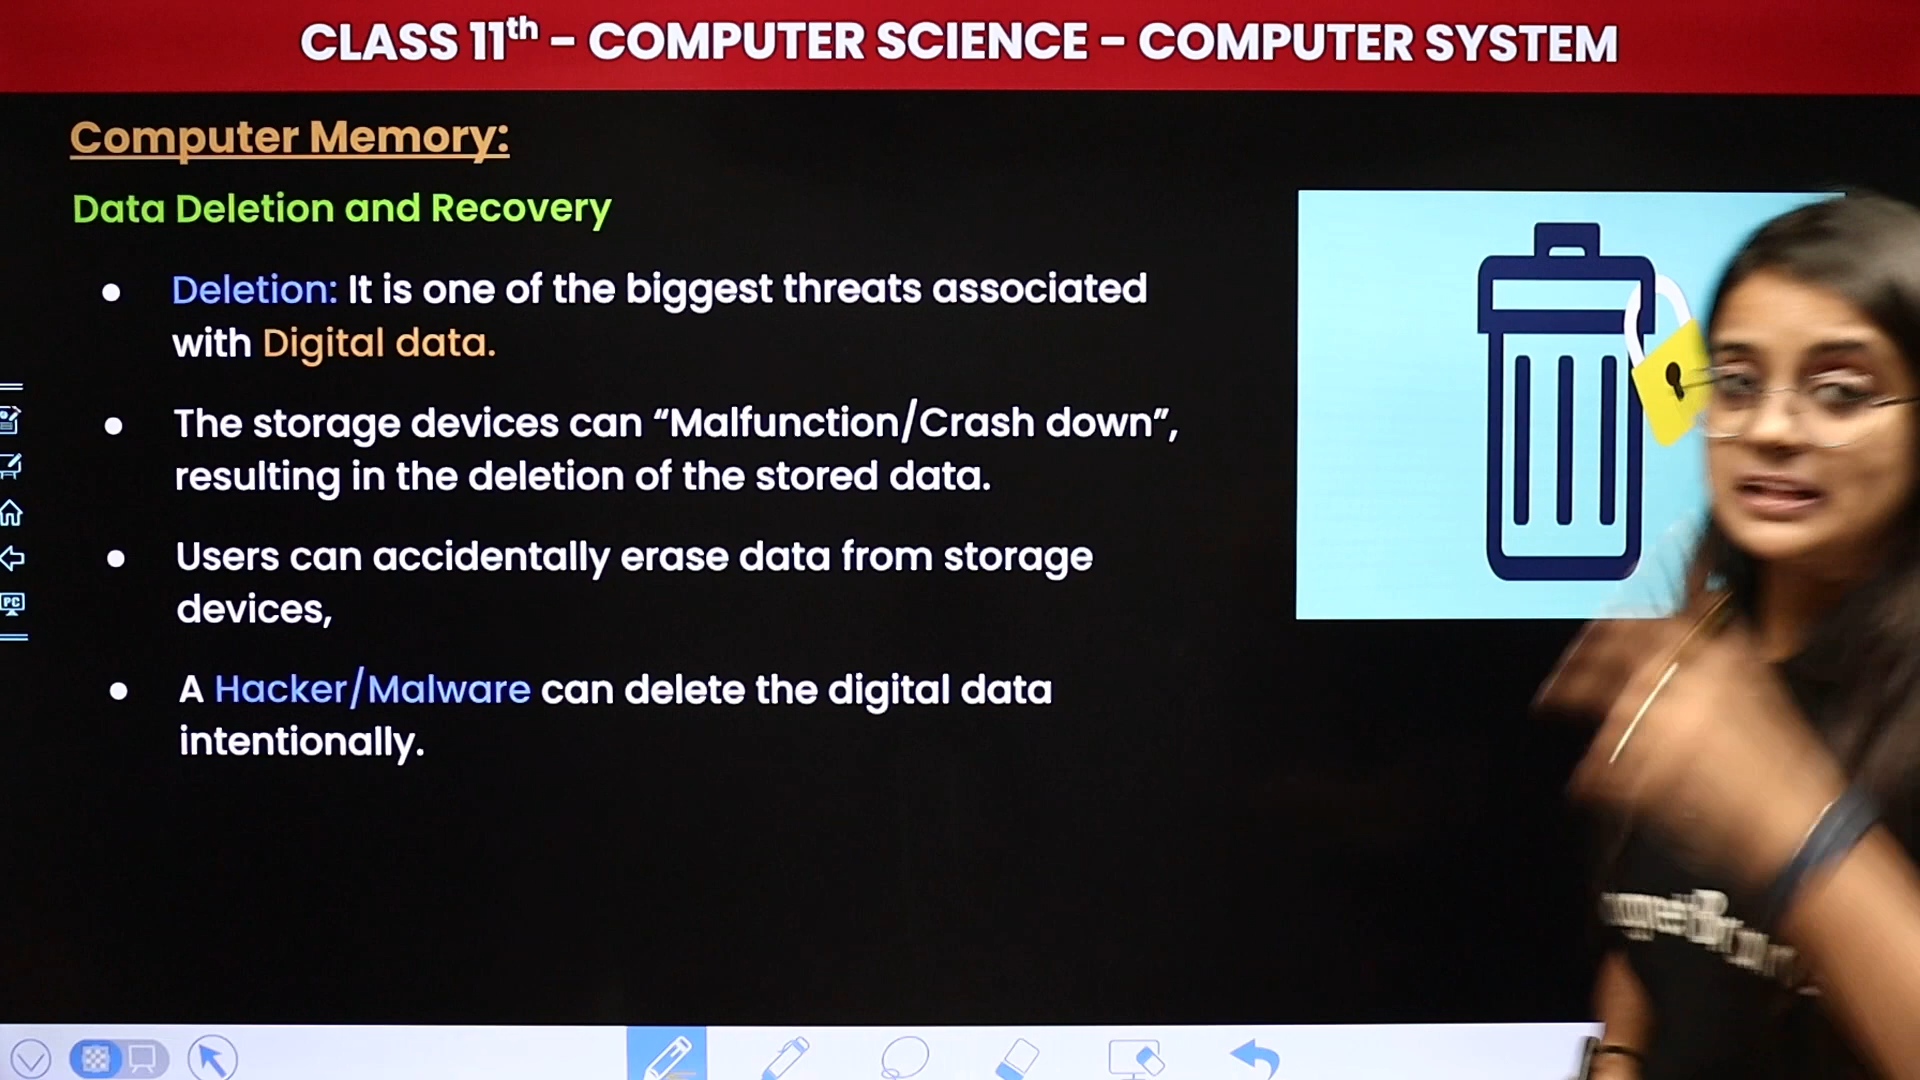 CLASS 11th - COMPUTER SCIENCE - COMPUTER SYSTEM
Computer Memory:
Data Deletion and Recovery
● Deletion: It is one of the biggest threats associated
with Digital data.
● The storage devices can “Malfunction/Crash down”,
resulting in the deletion of the stored data.
● Users can accidentally erase data from storage
devices,
● A Hacker/Malware can delete the digital data
intentionally.
PC